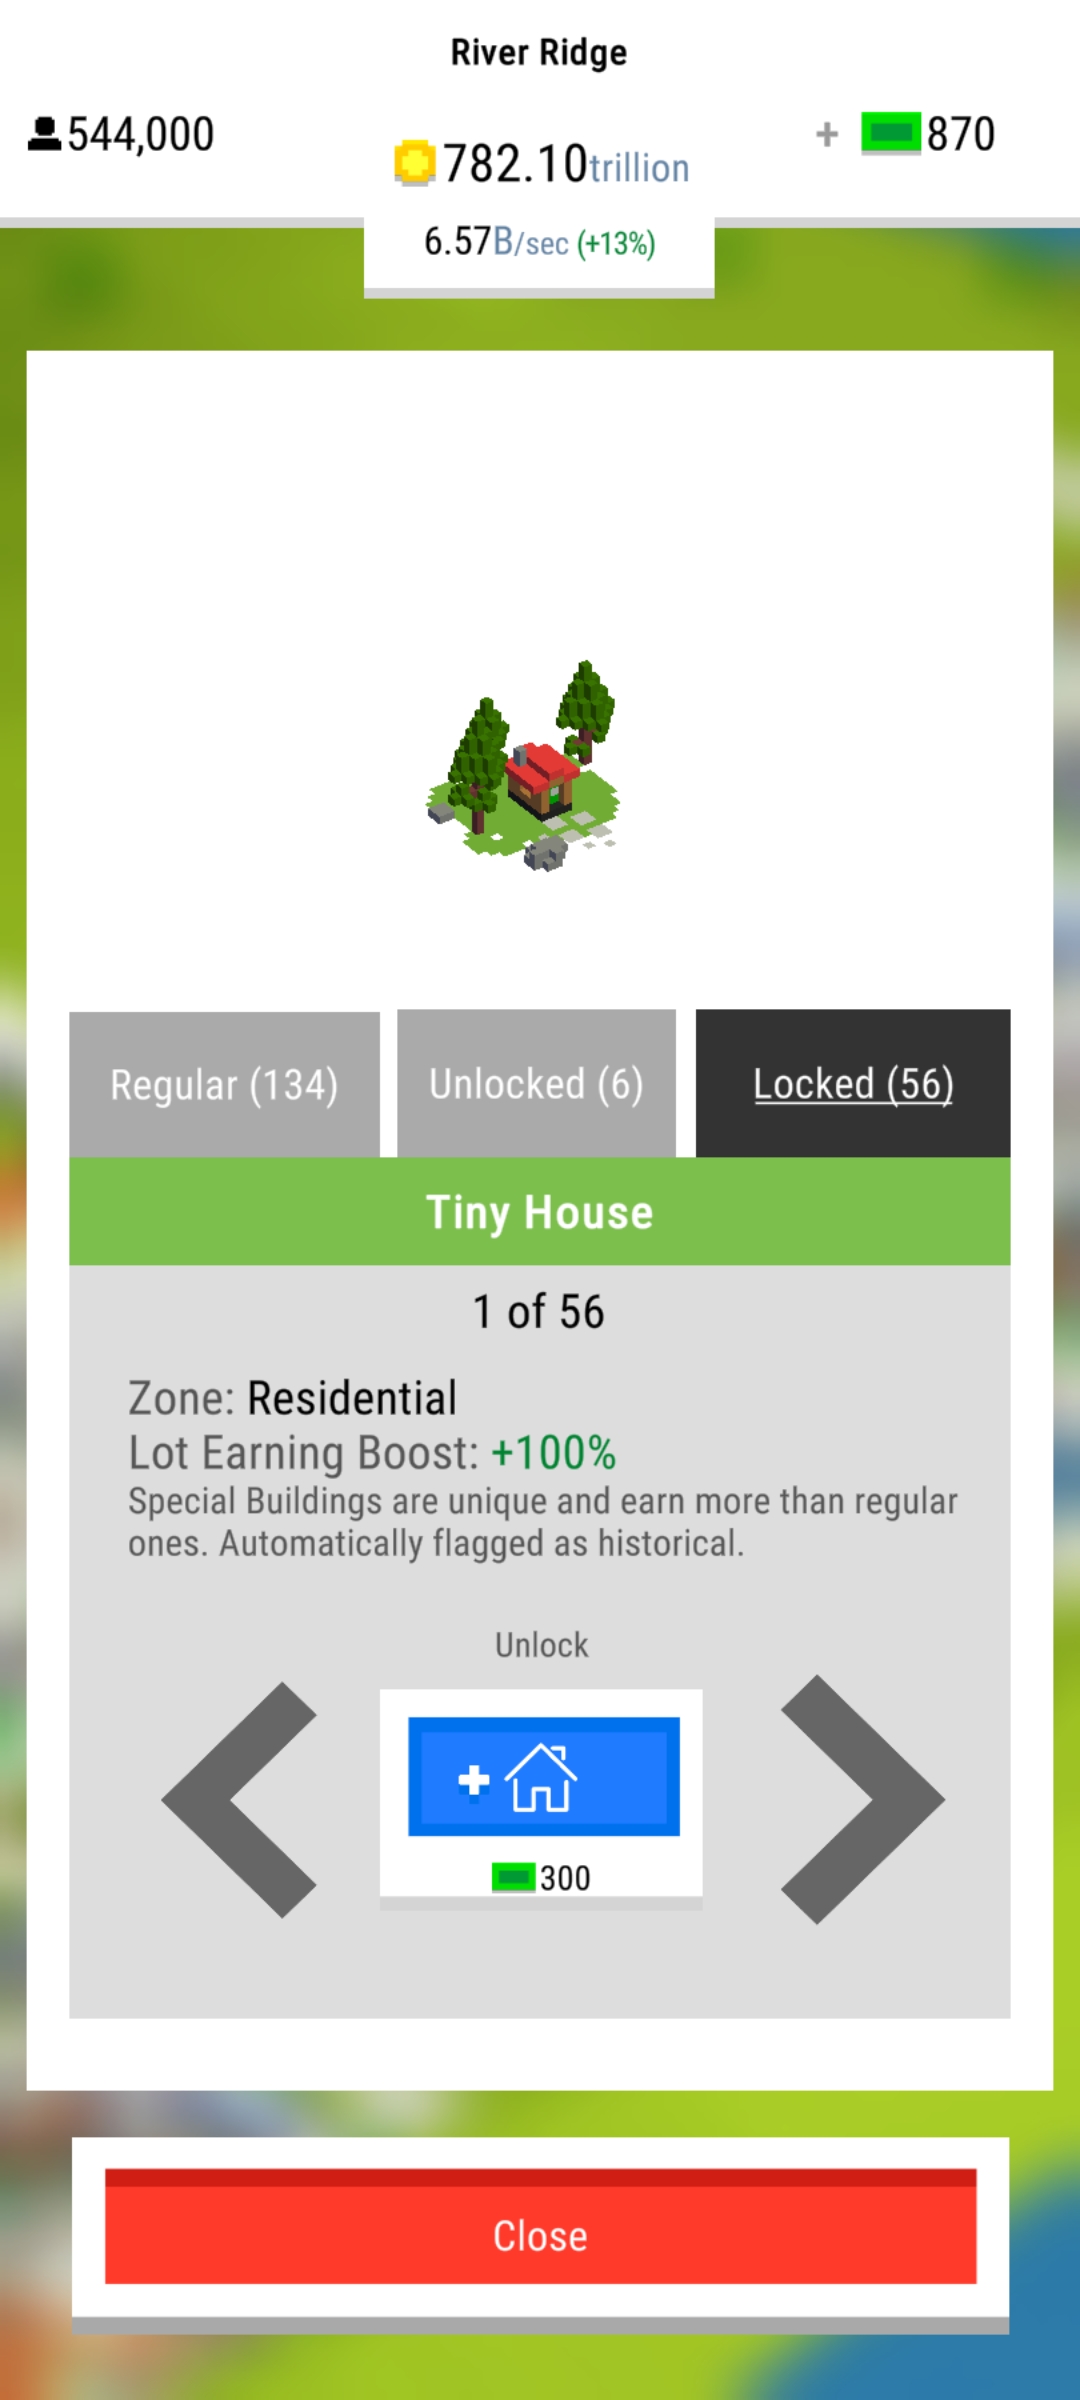 River Ridge
544,000
782.10trillion
+ 870
6.57B/sec (+13%)
Regular (134)
Unlocked (6)
Locked (56)
Tiny House
1 of 56
Zone: Residential
Lot Earning Boost: +100%
Special Buildings are unique and earn more than regular
ones. Automatically flagged as historical.
Unlock
+
300
Close